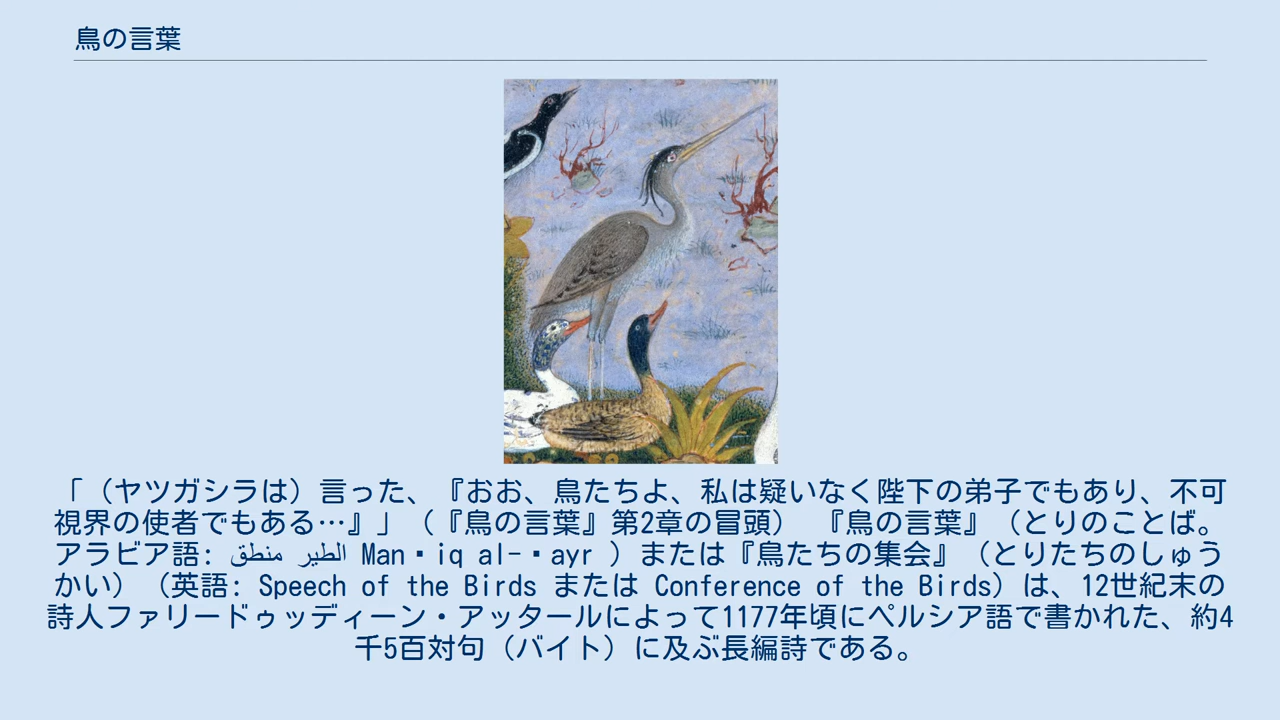 鳥の言葉
「（ヤツガシラは）言った、『おお、鳥たちよ、私は疑いなく陛下の弟子でもあり、不可
視界の使者でもある…』」（『鳥の言葉』第2章の冒頭） 『鳥の言葉』（とりのことば。
アラビア語: منطق الطير Man▪iq al-▪ayr ）または『鳥たちの集会』（とりたちのしゅう
かい）（英語: Speech of the Birds または Conference of the Birds）は、12世紀末の
詩人ファリードゥッディーン・アッタールによって1177年頃にペルシア語で書かれた、約4
千5百対句（バイト）に及ぶ長編詩である。